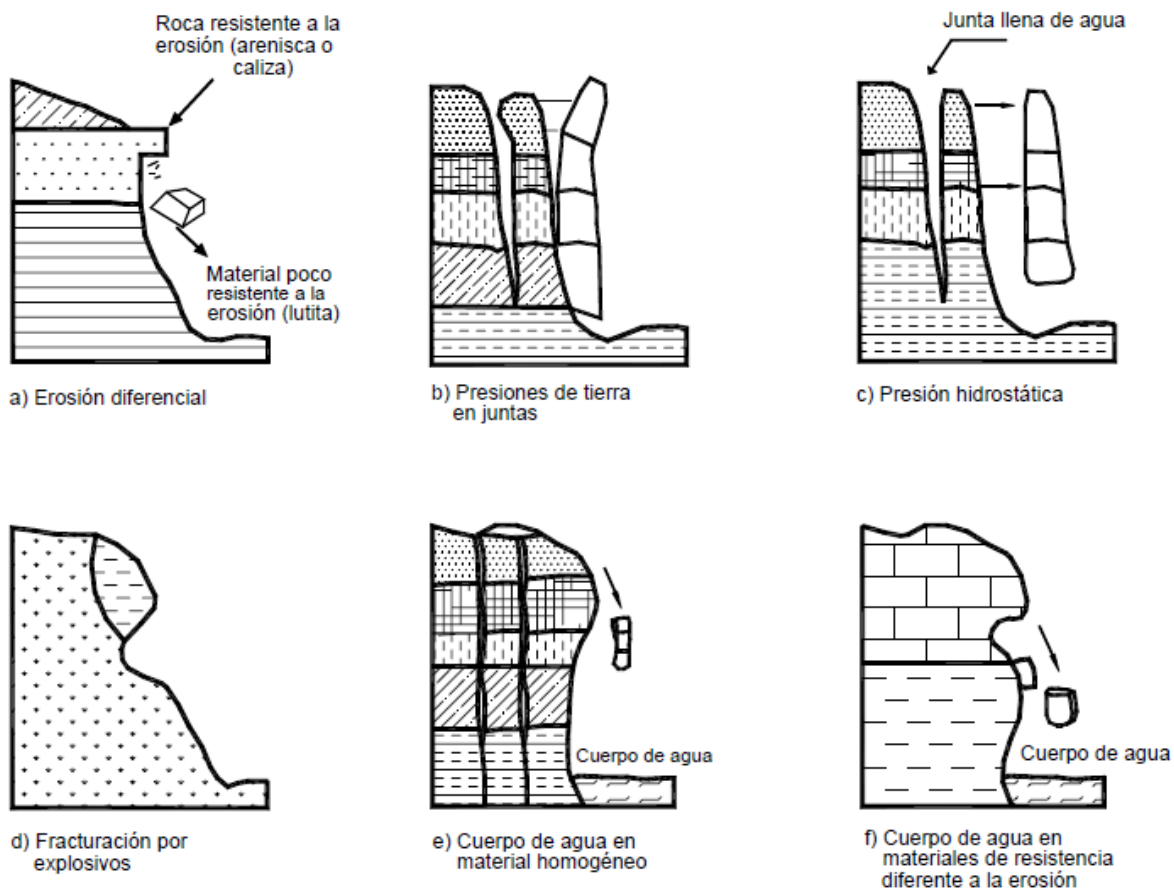 Roca resistente a la
erosión (arenisca o
caliza)
Material poco
resistente a la
erosión (lutita)
a) Erosión diferencial
b) Presiones de tierra
en juntas
Junta llena de agua
c) Presión hidrostática
d) Fracturación por
explosivos
Cuerpo de agua
e) Cuerpo de agua en
material homogéneo
Cuerpo de agua
f) Cuerpo de agua en
materiales de resistencia
diferente a la erosión